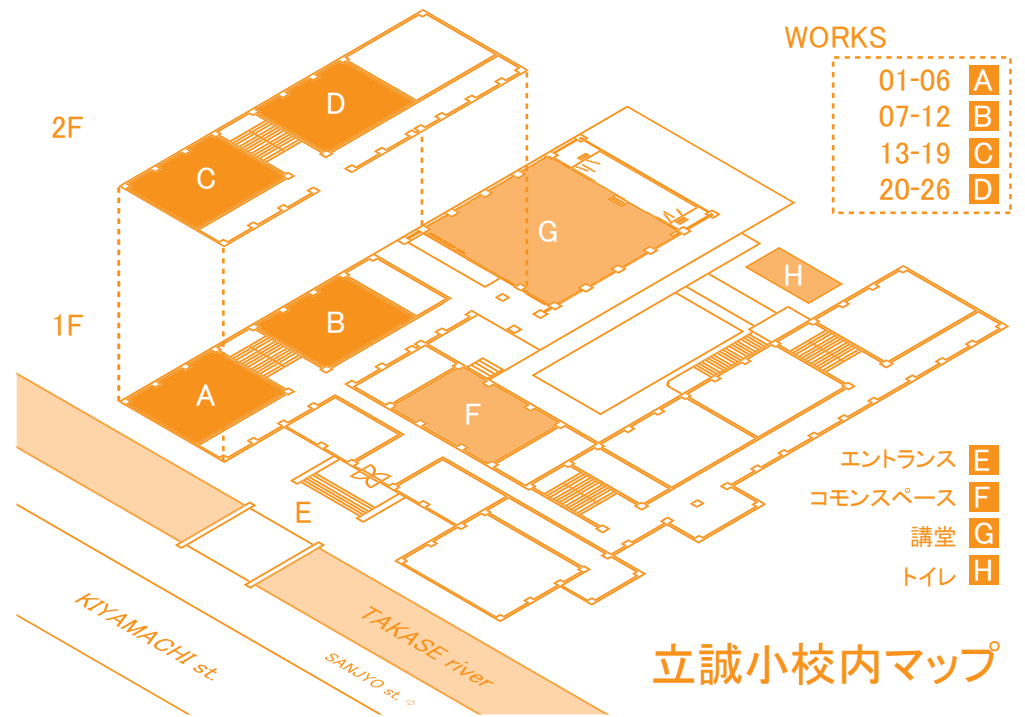 WORKS
01-06 A
07-12 B
13-19 C
20-26 D
2F
D
C
G
H
1F
B
A
F
E
エントランス E
コモンスペース F
講堂 G
トイレ H
KIYAMACHI st.
TAKASE river
SANJYO st. ⇨
立誠小校内マップ